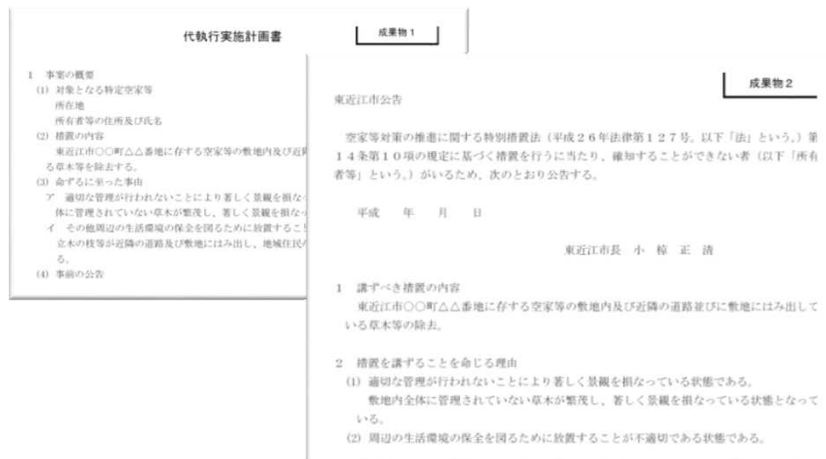 代執行実施計画書
成果物１
１ 事案の概要
(1) 対象となる特定空家等
所在地
所有者等の住所及び氏名
(2) 措置の内容
東近江市○○町△△番地に存する空家等の敷地内及び近隣
る草木等を除去する。
(3) 命ずるに至った事由
ア 適切な管理が行われないことにより著しく景観を損な
体に管理されていない草木が繁茂し、著しく景観を損な
イ その他周辺の生活環境の保全を図るために放置するこ
立木の枝等が近隣の道路及び敷地にはみ出し、地域住民
る。
(4) 事前の公告
成果物２
東近江市公告
空家等対策の推進に関する特別措置法（平成２６年法律第１２７号。以下「法」という。）第
１４条第１０項の規定に基づく措置を行うに当たり、確知することができない者（以下「所有
者等」という。）がいるため、次のとおり公告する。
平成 年 月 日
東近江市長 小 椋 正 清
１ 講ずべき措置の内容
東近江市○○町△△番地に存する空家等の敷地内及び近隣の道路並びに敷地にはみ出して
いる草木等の除去。
２ 措置を講ずることを命じる理由
(1) 適切な管理が行われないことにより著しく景観を損なっている状態である。
敷地内全体に管理されていない草木が繁茂し、著しく景観を損なっている状態となって
いる。
(2) 周辺の生活環境の保全を図るために放置することが不適切である状態である。